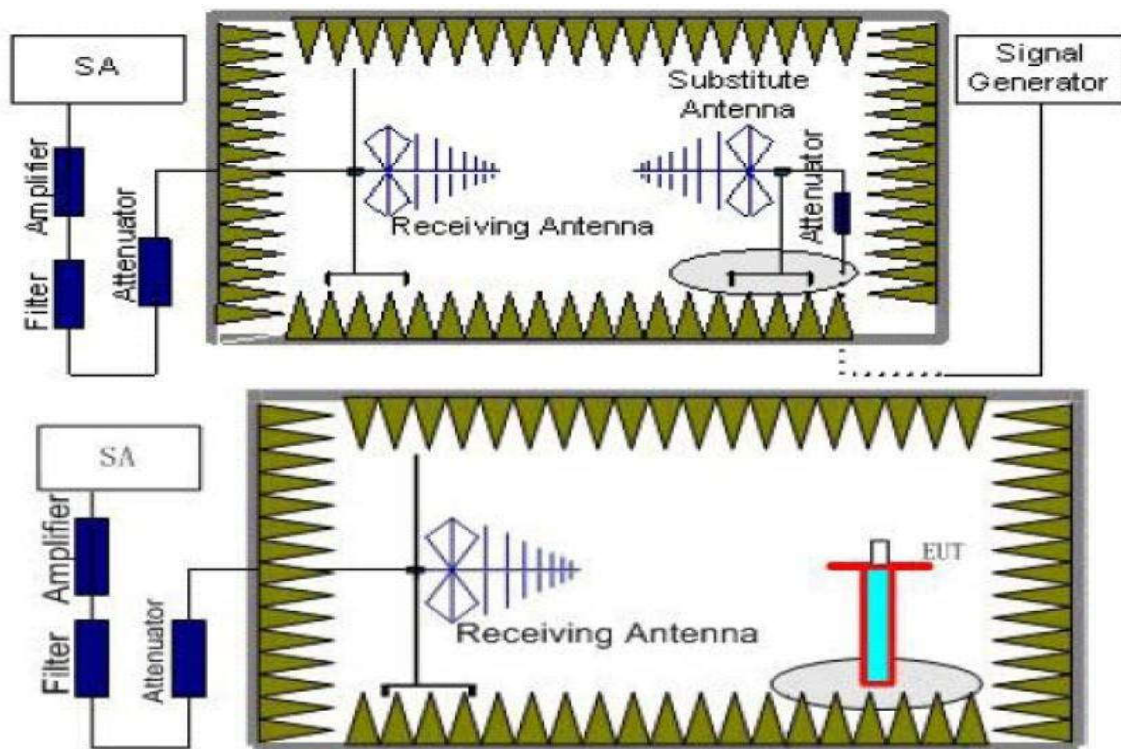 SA
Amplifier
Filter
Attenuator
Receiving Antenna
Substitute
Antenna
Attenuator
Signal
Generator
SA
Amplifier
Filter
Attenuator
Receiving Antenna
EUT